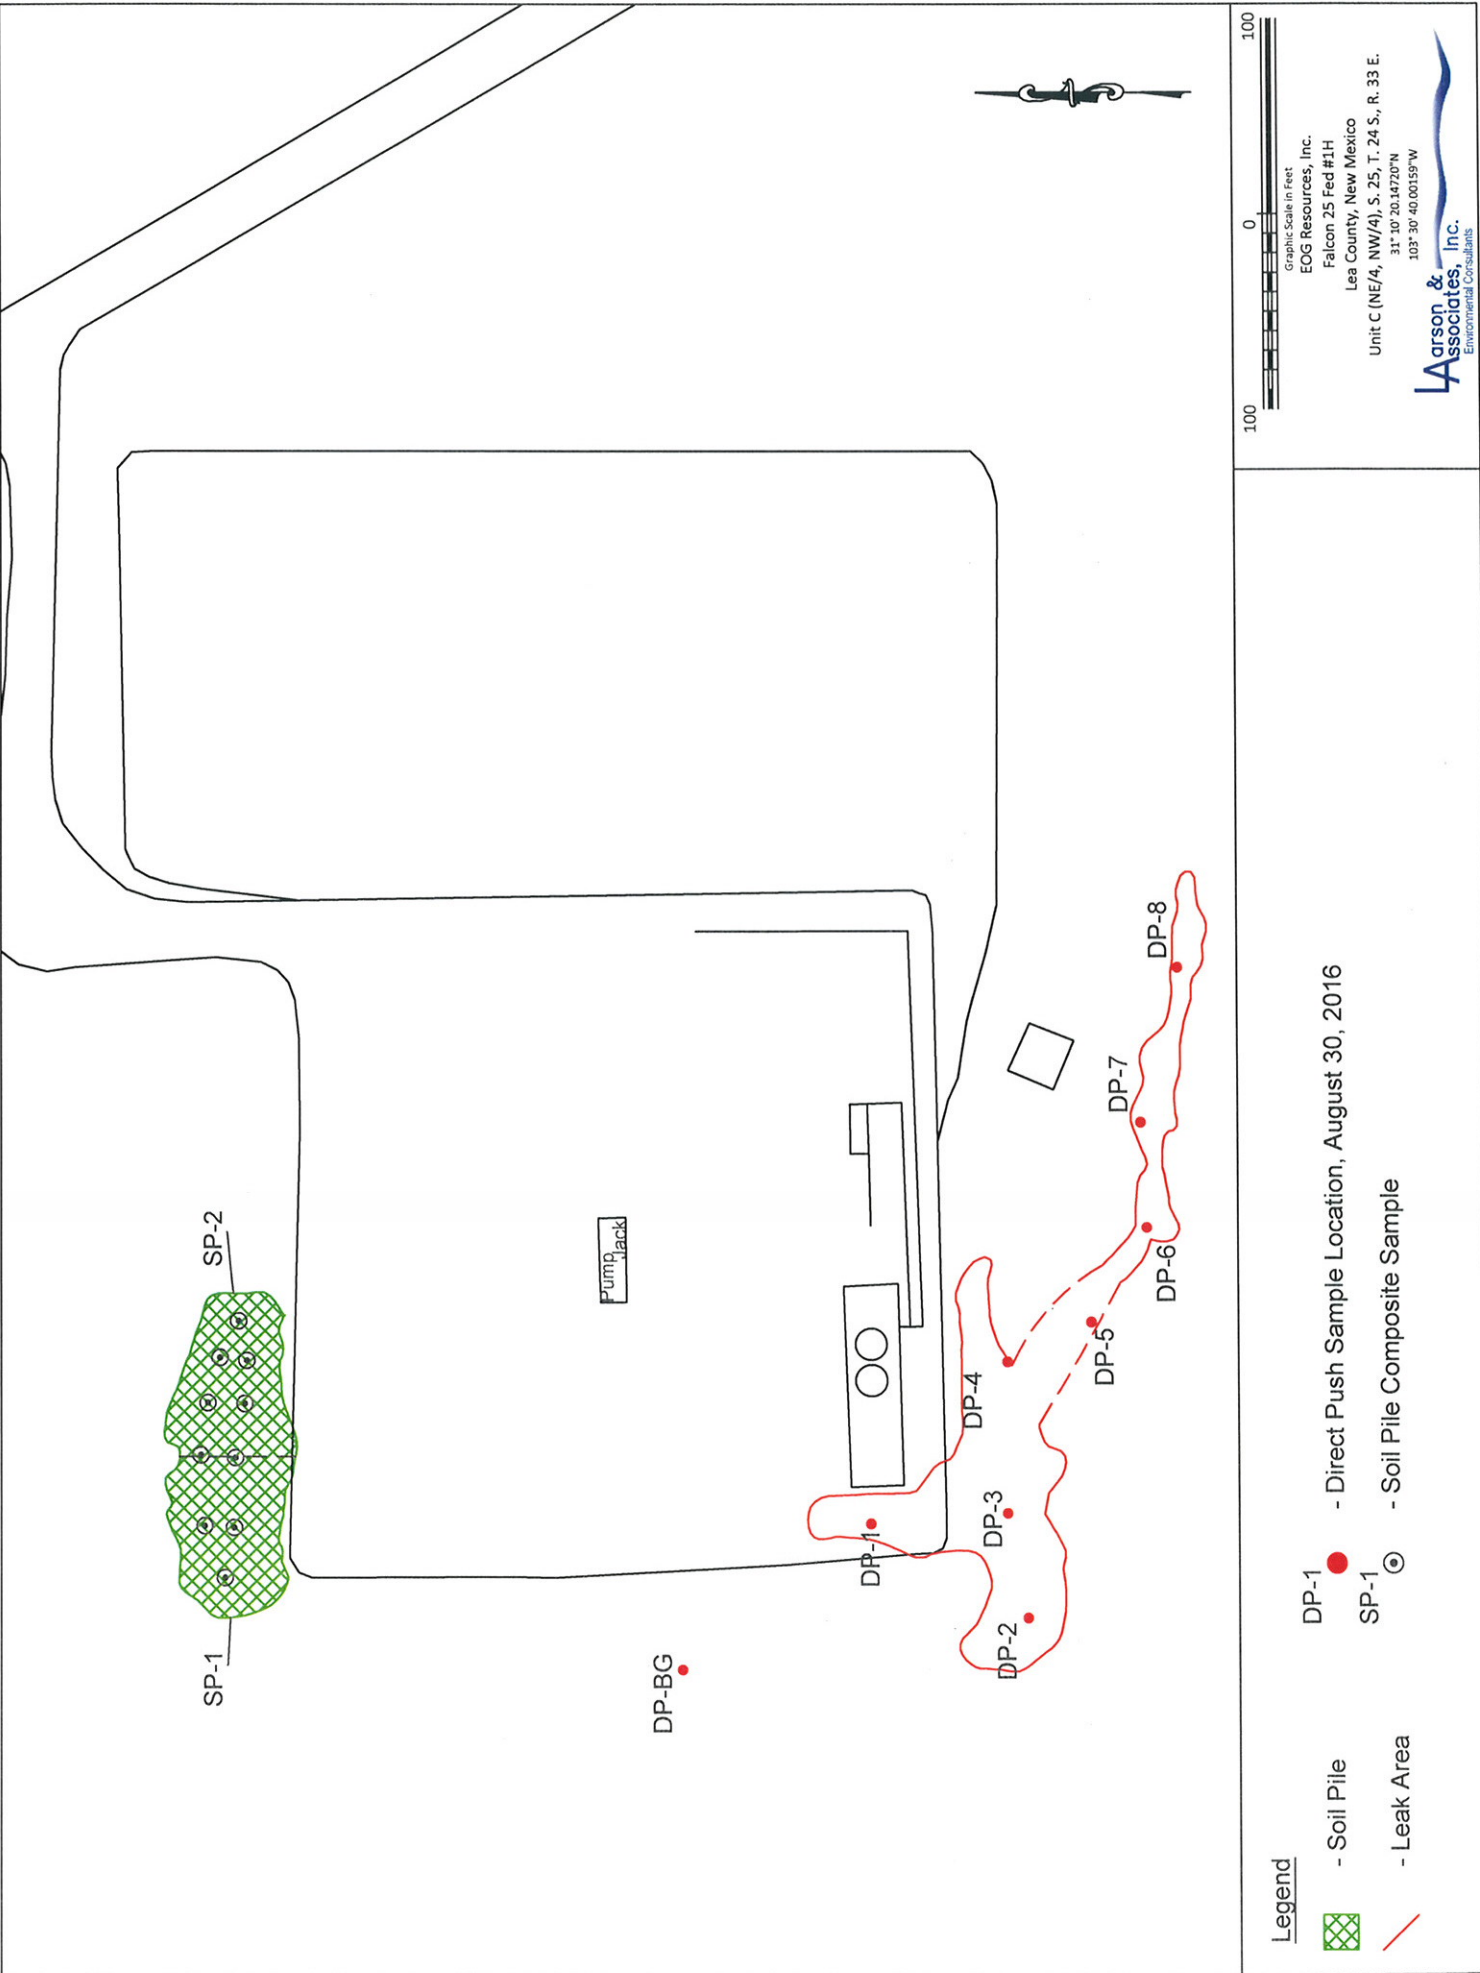 SP-1
SP-2
Pump
Jack
DP-BG
DP-1
DP-2
DP-3
DP-4
DP-5
DP-6
DP-7
DP-8
Legend
- Soil Pile
- Leak Area
DP-1
- Direct Push Sample Location, August 30, 2016
SP-1
- Soil Pile Composite Sample
100 0 100
Graphic Scale in Feet
EOG Resources, Inc.
Falcon 25 Fed #1H
Lea County, New Mexico
Unit C (NE/4, NW/4), S. 25, T. 24 S., R. 33 E.
31° 10' 20.14720"N
103° 30' 40.00159"W
Larson &
Associates, Inc.
Environmental Consultants